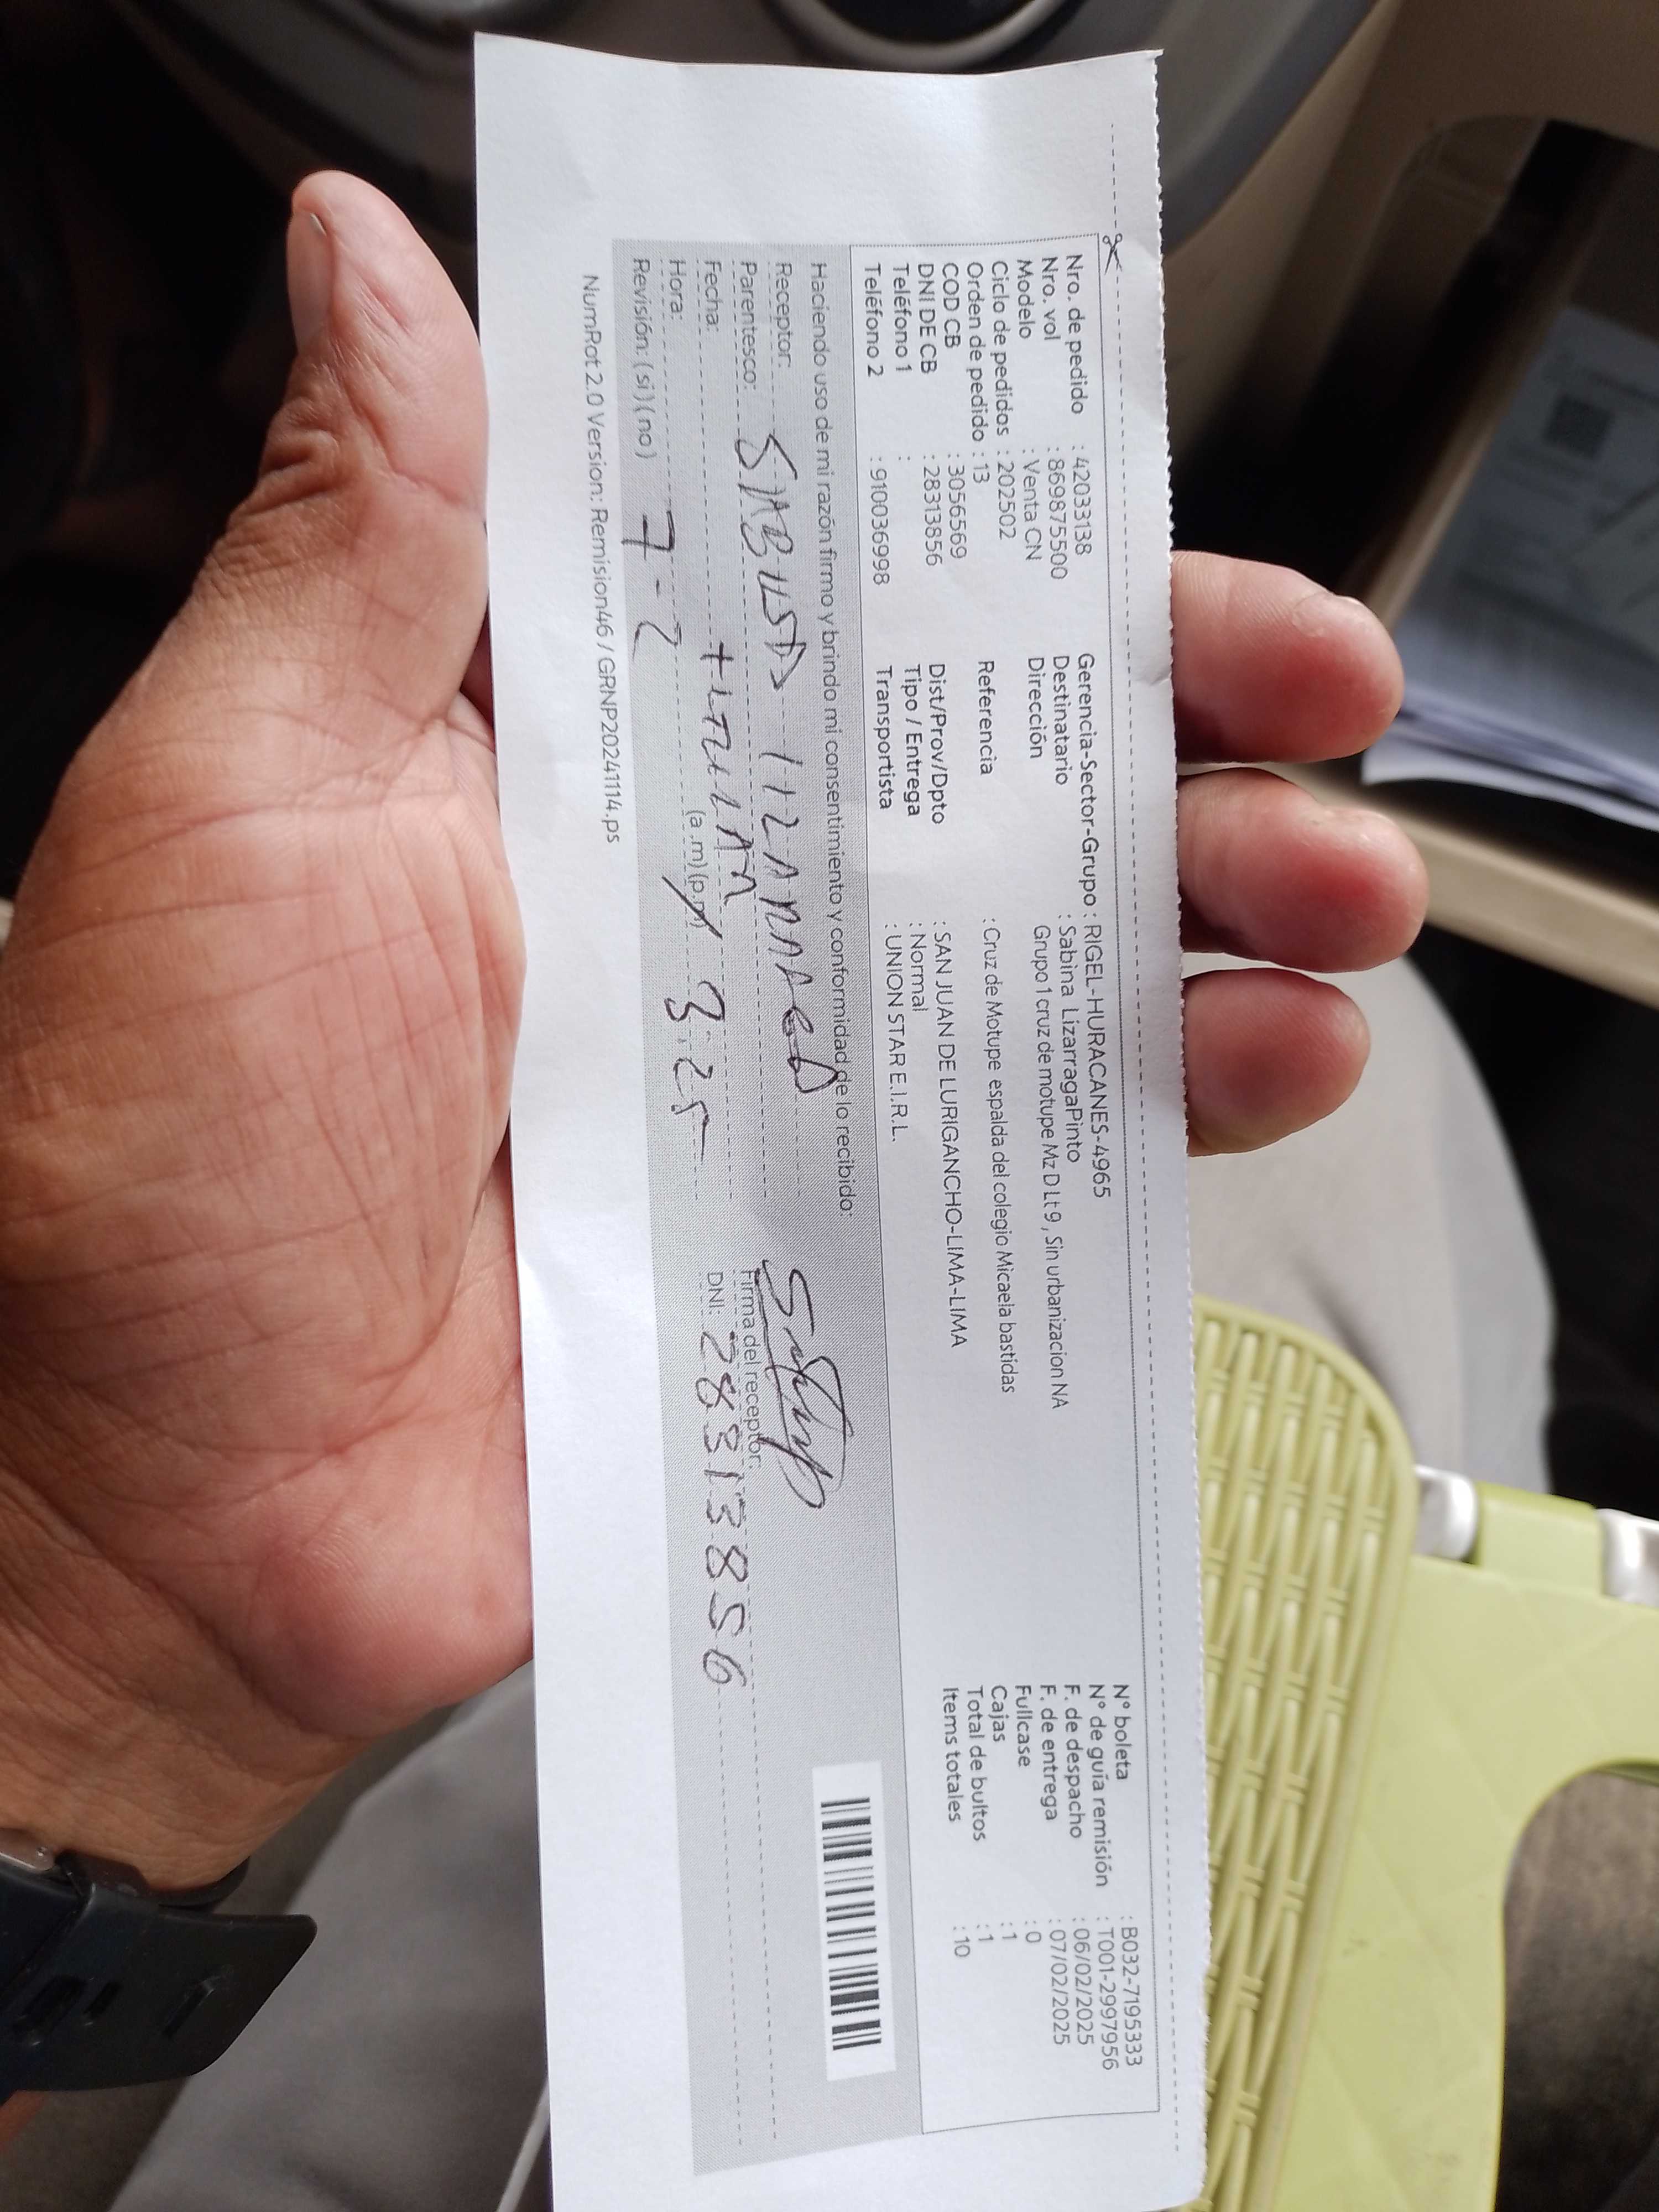 Nro. de pedido : 42033138
Nro. vol : 869875500
Modelo : Venta CN
Ciclo de pedidos : 202502
Orden de pedido : 13
COD CB : 3056569
DNI DE CB : 28313856
Teléfono 1 :
Teléfono 2 : 910036998
Gerencia-Sector-Grupo : RIGEL-HURACANES-4965
Destinatario : Sabina LizarragaPinto
Dirección Grupo 1 cruz de motupe Mz D Lt 9 , Sin urbanizacion NA
Referencia : Cruz de Motupe espalda del colegio Micaela bastidas
Dist/Prov/Dpto : SAN JUAN DE LURIGANCHO-LIMA-LIMA
Tipo / Entrega : Normal
Transportista : UNION STAR E.I.R.L.
N° boleta : B032-7195333
N° de guía remisión : T001-2997956
F. de despacho : 06/02/2025
F. de entrega : 07/02/2025
Fullcase : 0
Cajas : 1
Total de bultos : 1
Items totales : 10
Haciendo uso de mi razón firmo y brindo mi consentimiento y conformidad de lo recibido:
Receptor:
Parentesco:
Fecha:
Hora: 7-2 (a.m)(p.m) 3:25
Revisión: (si) (no)
Firma del receptor:
DNI: 28313856
NumRot 2.0 Version: Remision46 / GRNP20241114.ps